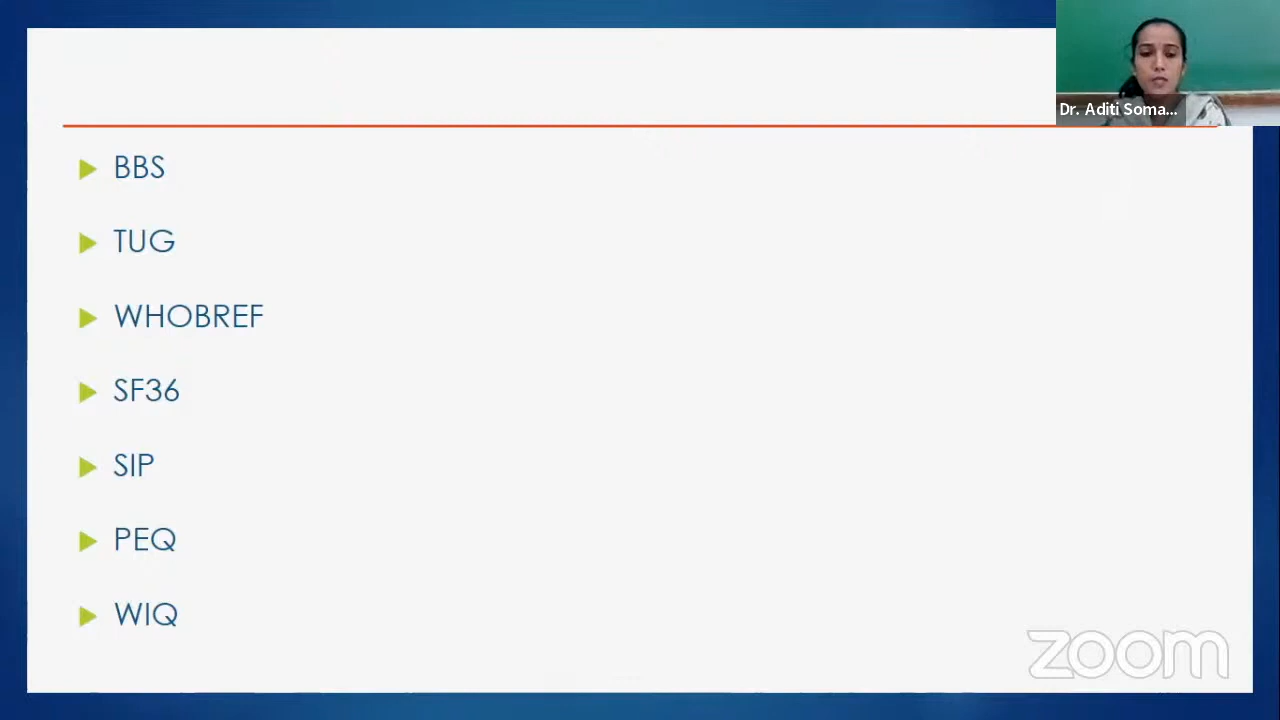 Dr. Aditi Soma...
BBS
TUG
WHOBREF
SF36
SIP
PEQ
WIQ
zoom